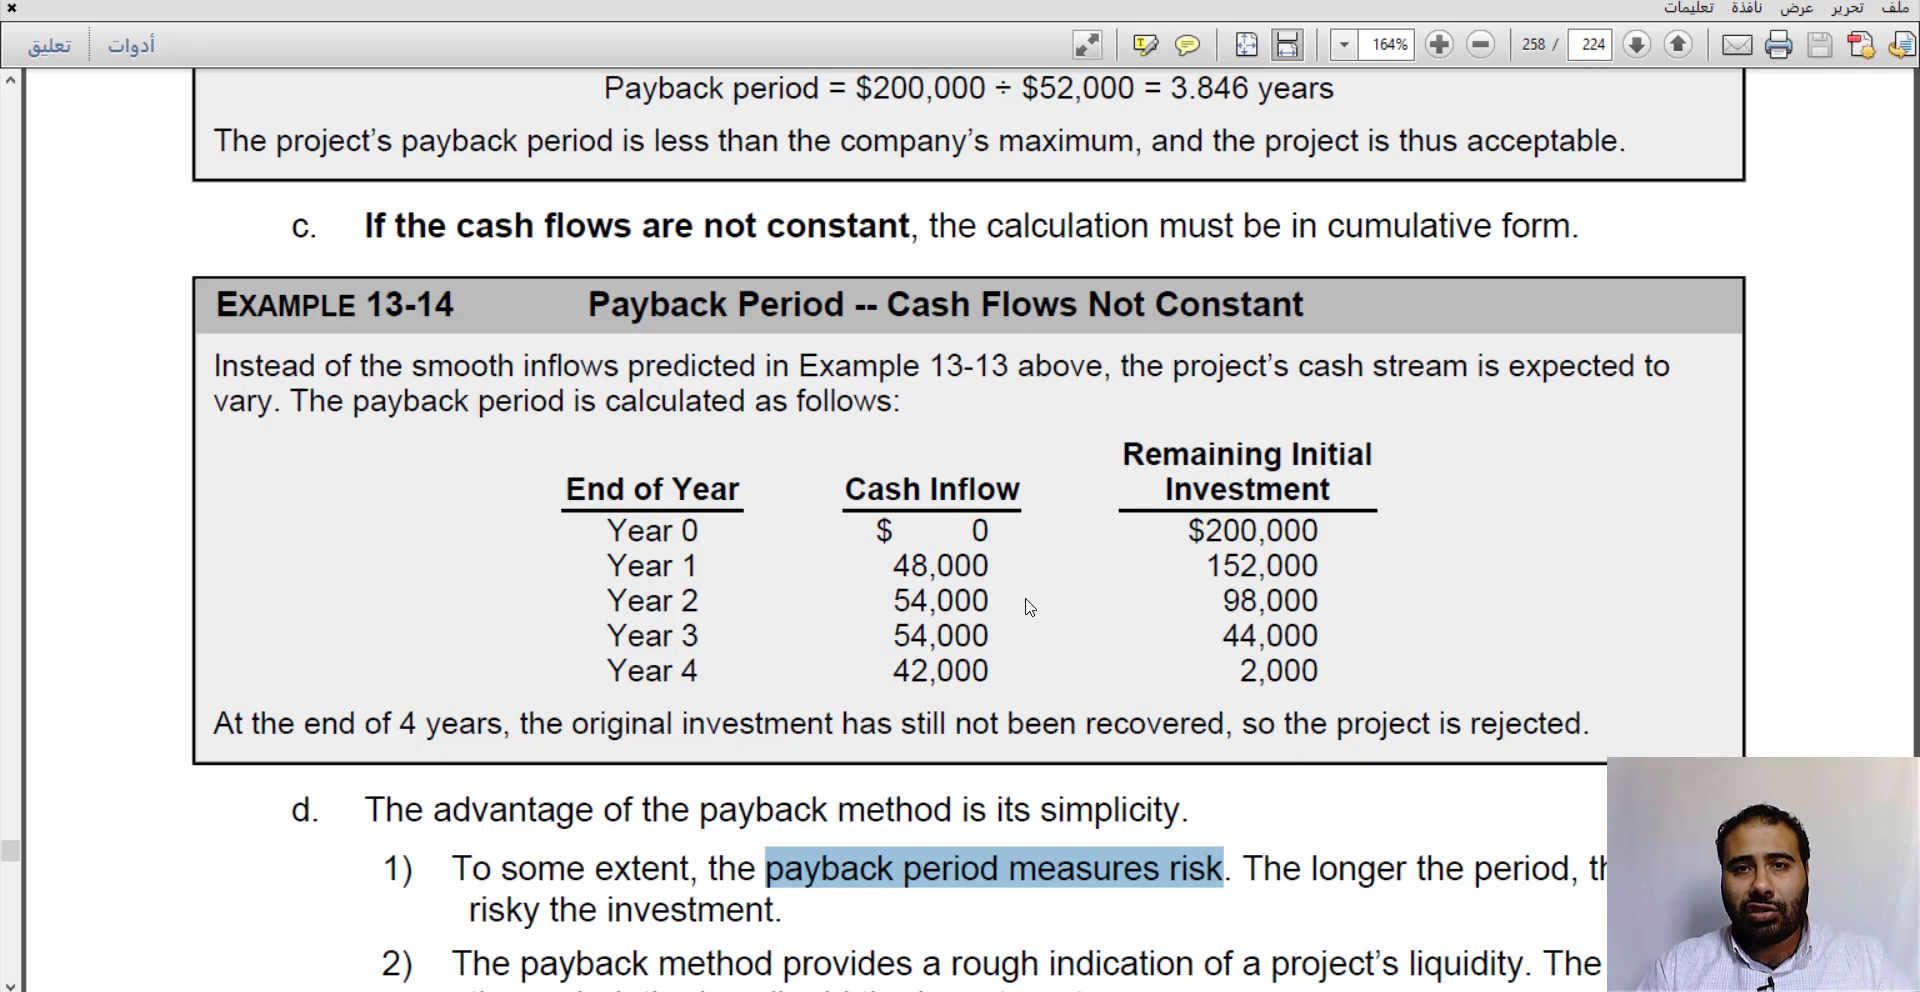 ملف تحرير عرض نافذة تعليمات
224 / 258 164% أدوات تعليق
Payback period = $200,000 ÷ $52,000 = 3.846 years
The project's payback period is less than the company's maximum, and the project is thus acceptable.
c. If the cash flows are not constant, the calculation must be in cumulative form.
EXAMPLE 13-14 Payback Period -- Cash Flows Not Constant
Instead of the smooth inflows predicted in Example 13-13 above, the project's cash stream is expected to
vary. The payback period is calculated as follows:
Remaining Initial
End of Year Cash Inflow Investment
Year 0 $ 0 $200,000
Year 1 48,000 152,000
Year 2 54,000 98,000
Year 3 54,000 44,000
Year 4 42,000 2,000
At the end of 4 years, the original investment has still not been recovered, so the project is rejected.
d. The advantage of the payback method is its simplicity.
1) To some extent, the payback period measures risk. The longer the period,
risky the investment.
2) The payback method provides a rough indication of a project's liquidity. The